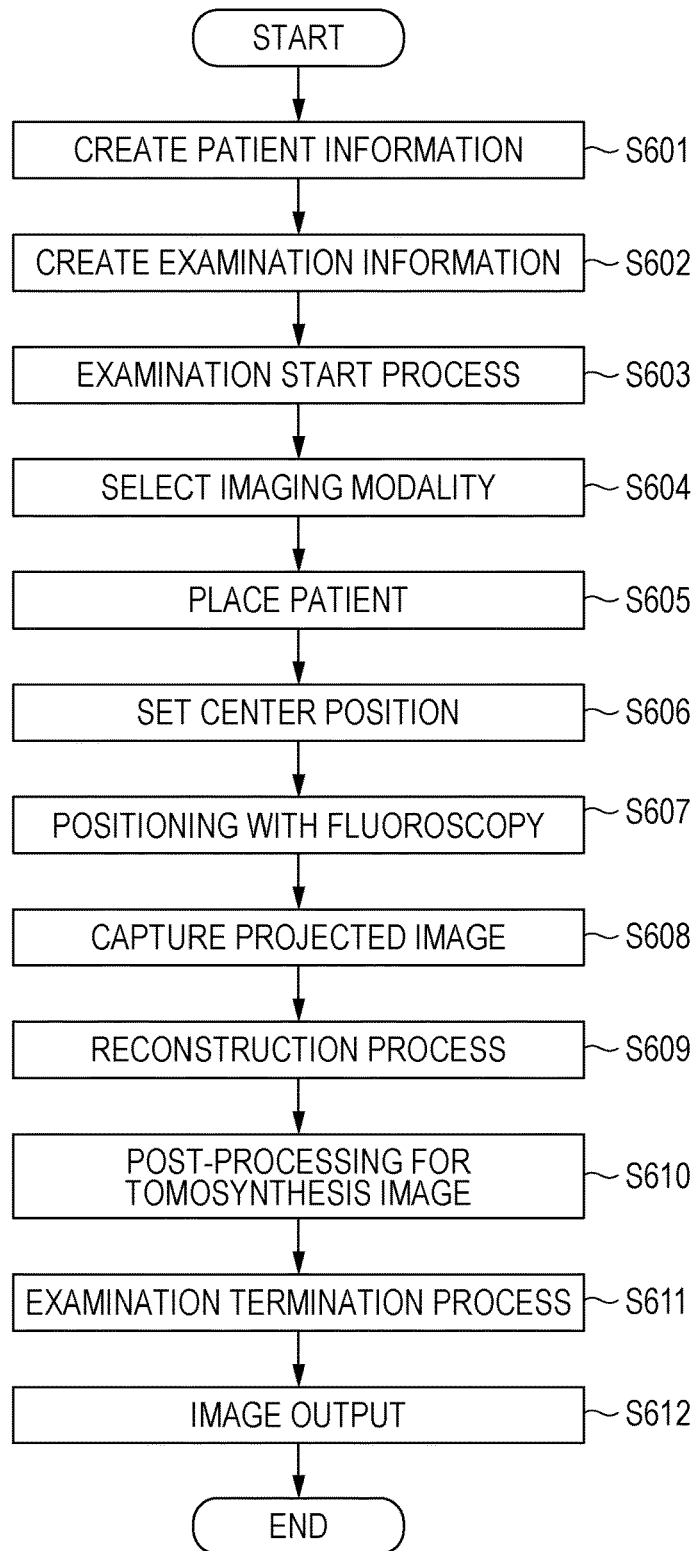 START
CREATE PATIENT INFORMATION S601
CREATE EXAMINATION INFORMATION S602
EXAMINATION START PROCESS S603
SELECT IMAGING MODALITY S604
PLACE PATIENT S605
SET CENTER POSITION S606
POSITIONING WITH FLUOROSCOPY S607
CAPTURE PROJECTED IMAGE S608
RECONSTRUCTION PROCESS S609
POST-PROCESSING FOR
TOMOSYNTHESIS IMAGE S610
EXAMINATION TERMINATION PROCESS S611
IMAGE OUTPUT S612
END